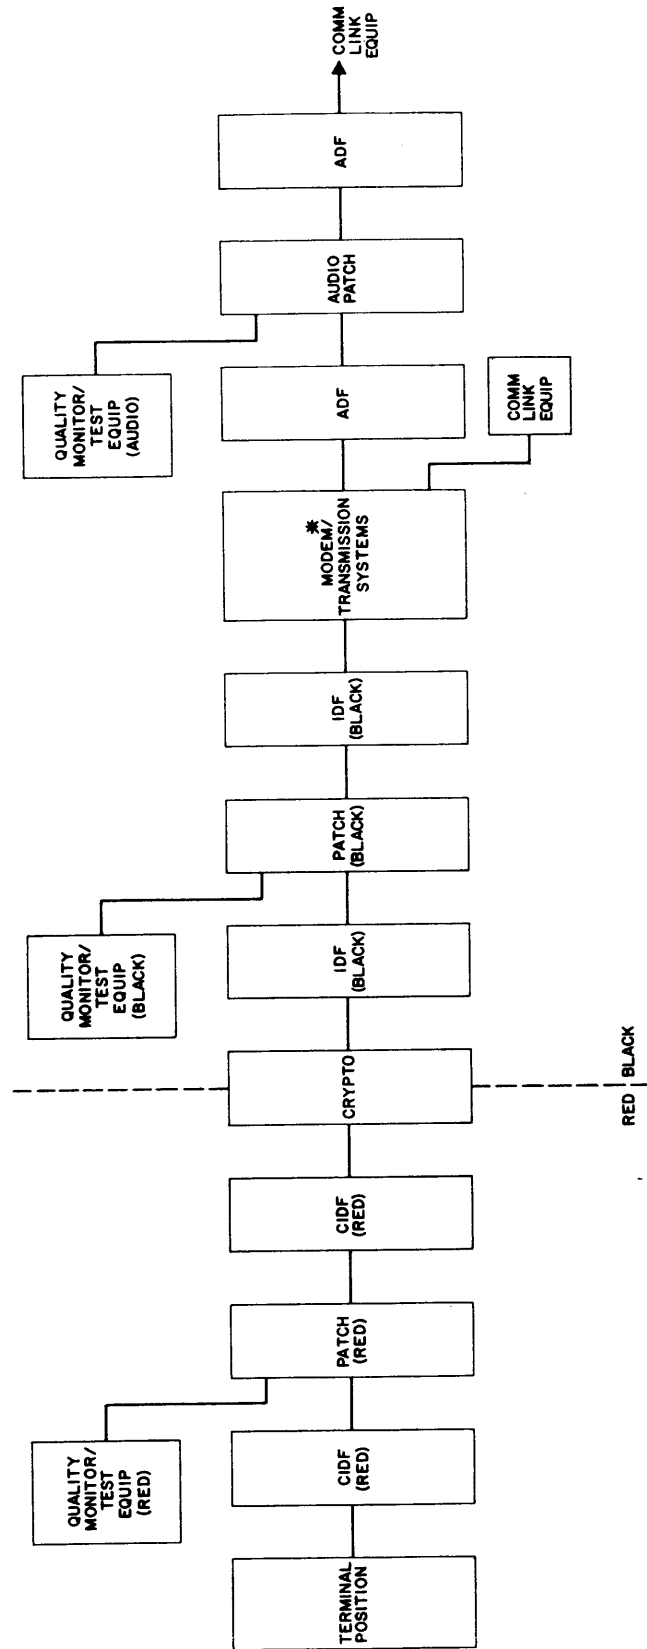 QUALITY
MONITOR/
TEST
EQUIP
(RED)
QUALITY
MONITOR/
TEST
EQUIP
(BLACK)
QUALITY
MONITOR/
TEST
EQUIP
(AUDIO)
TERMINAL
POSITION
CIDF
(RED)
PATCH
(RED)
CIDF
(RED)
CRYPTO
IDF
(BLACK)
PATCH
(BLACK)
IDF
(BLACK)
*
MODEM/
TRANSMISSION
SYSTEMS
ADF
AUDIO
PATCH
ADF
COMM
LINK
EQUIP
COMM
LINK
EQUIP
RED
BLACK